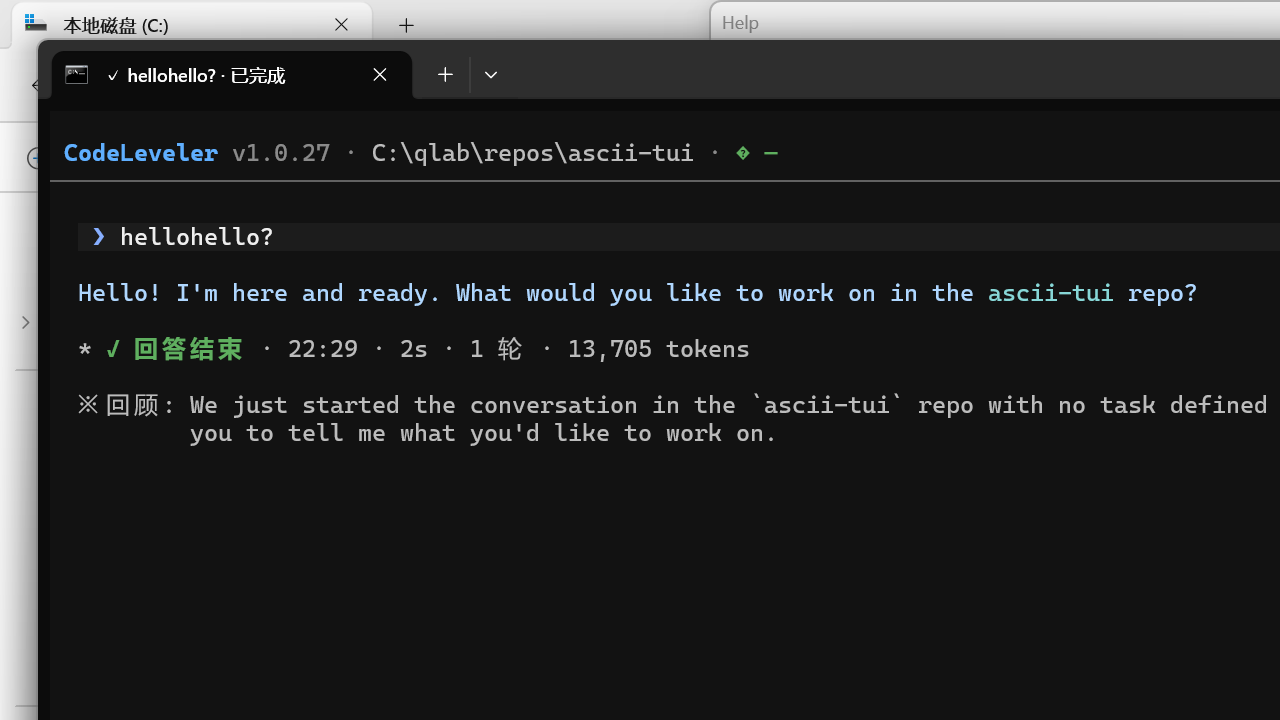 本地磁盘 (C:)
Help
✓ hellohello? · 已完成
CodeLeveler v1.0.27 · C:\qlab\repos\ascii-tui · � —
❯ hellohello?
Hello! I'm here and ready. What would you like to work on in the ascii-tui repo?
* √ 回答结束 · 22:29 · 2s · 1 轮 · 13,705 tokens
※回顾: We just started the conversation in the `ascii-tui` repo with no task defined
you to tell me what you'd like to work on.